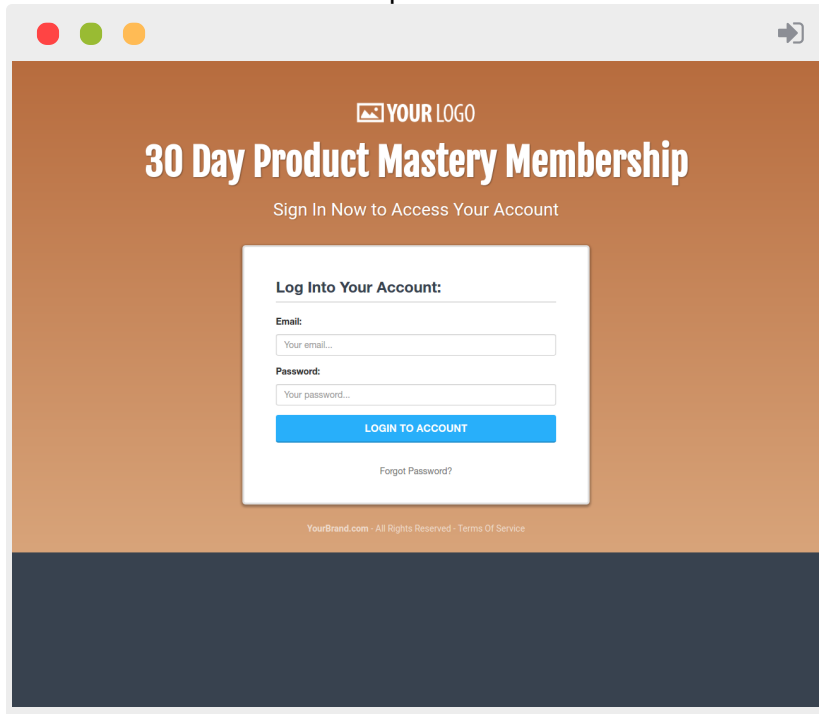 YOUR LOGO
30 Day Product Mastery Membership
Sign In Now to Access Your Account
Log Into Your Account:
Email:
Your email...
Password:
Your password...
LOGIN TO ACCOUNT
Forgot Password?
YourBrand.com - All Rights Reserved - Terms Of Service